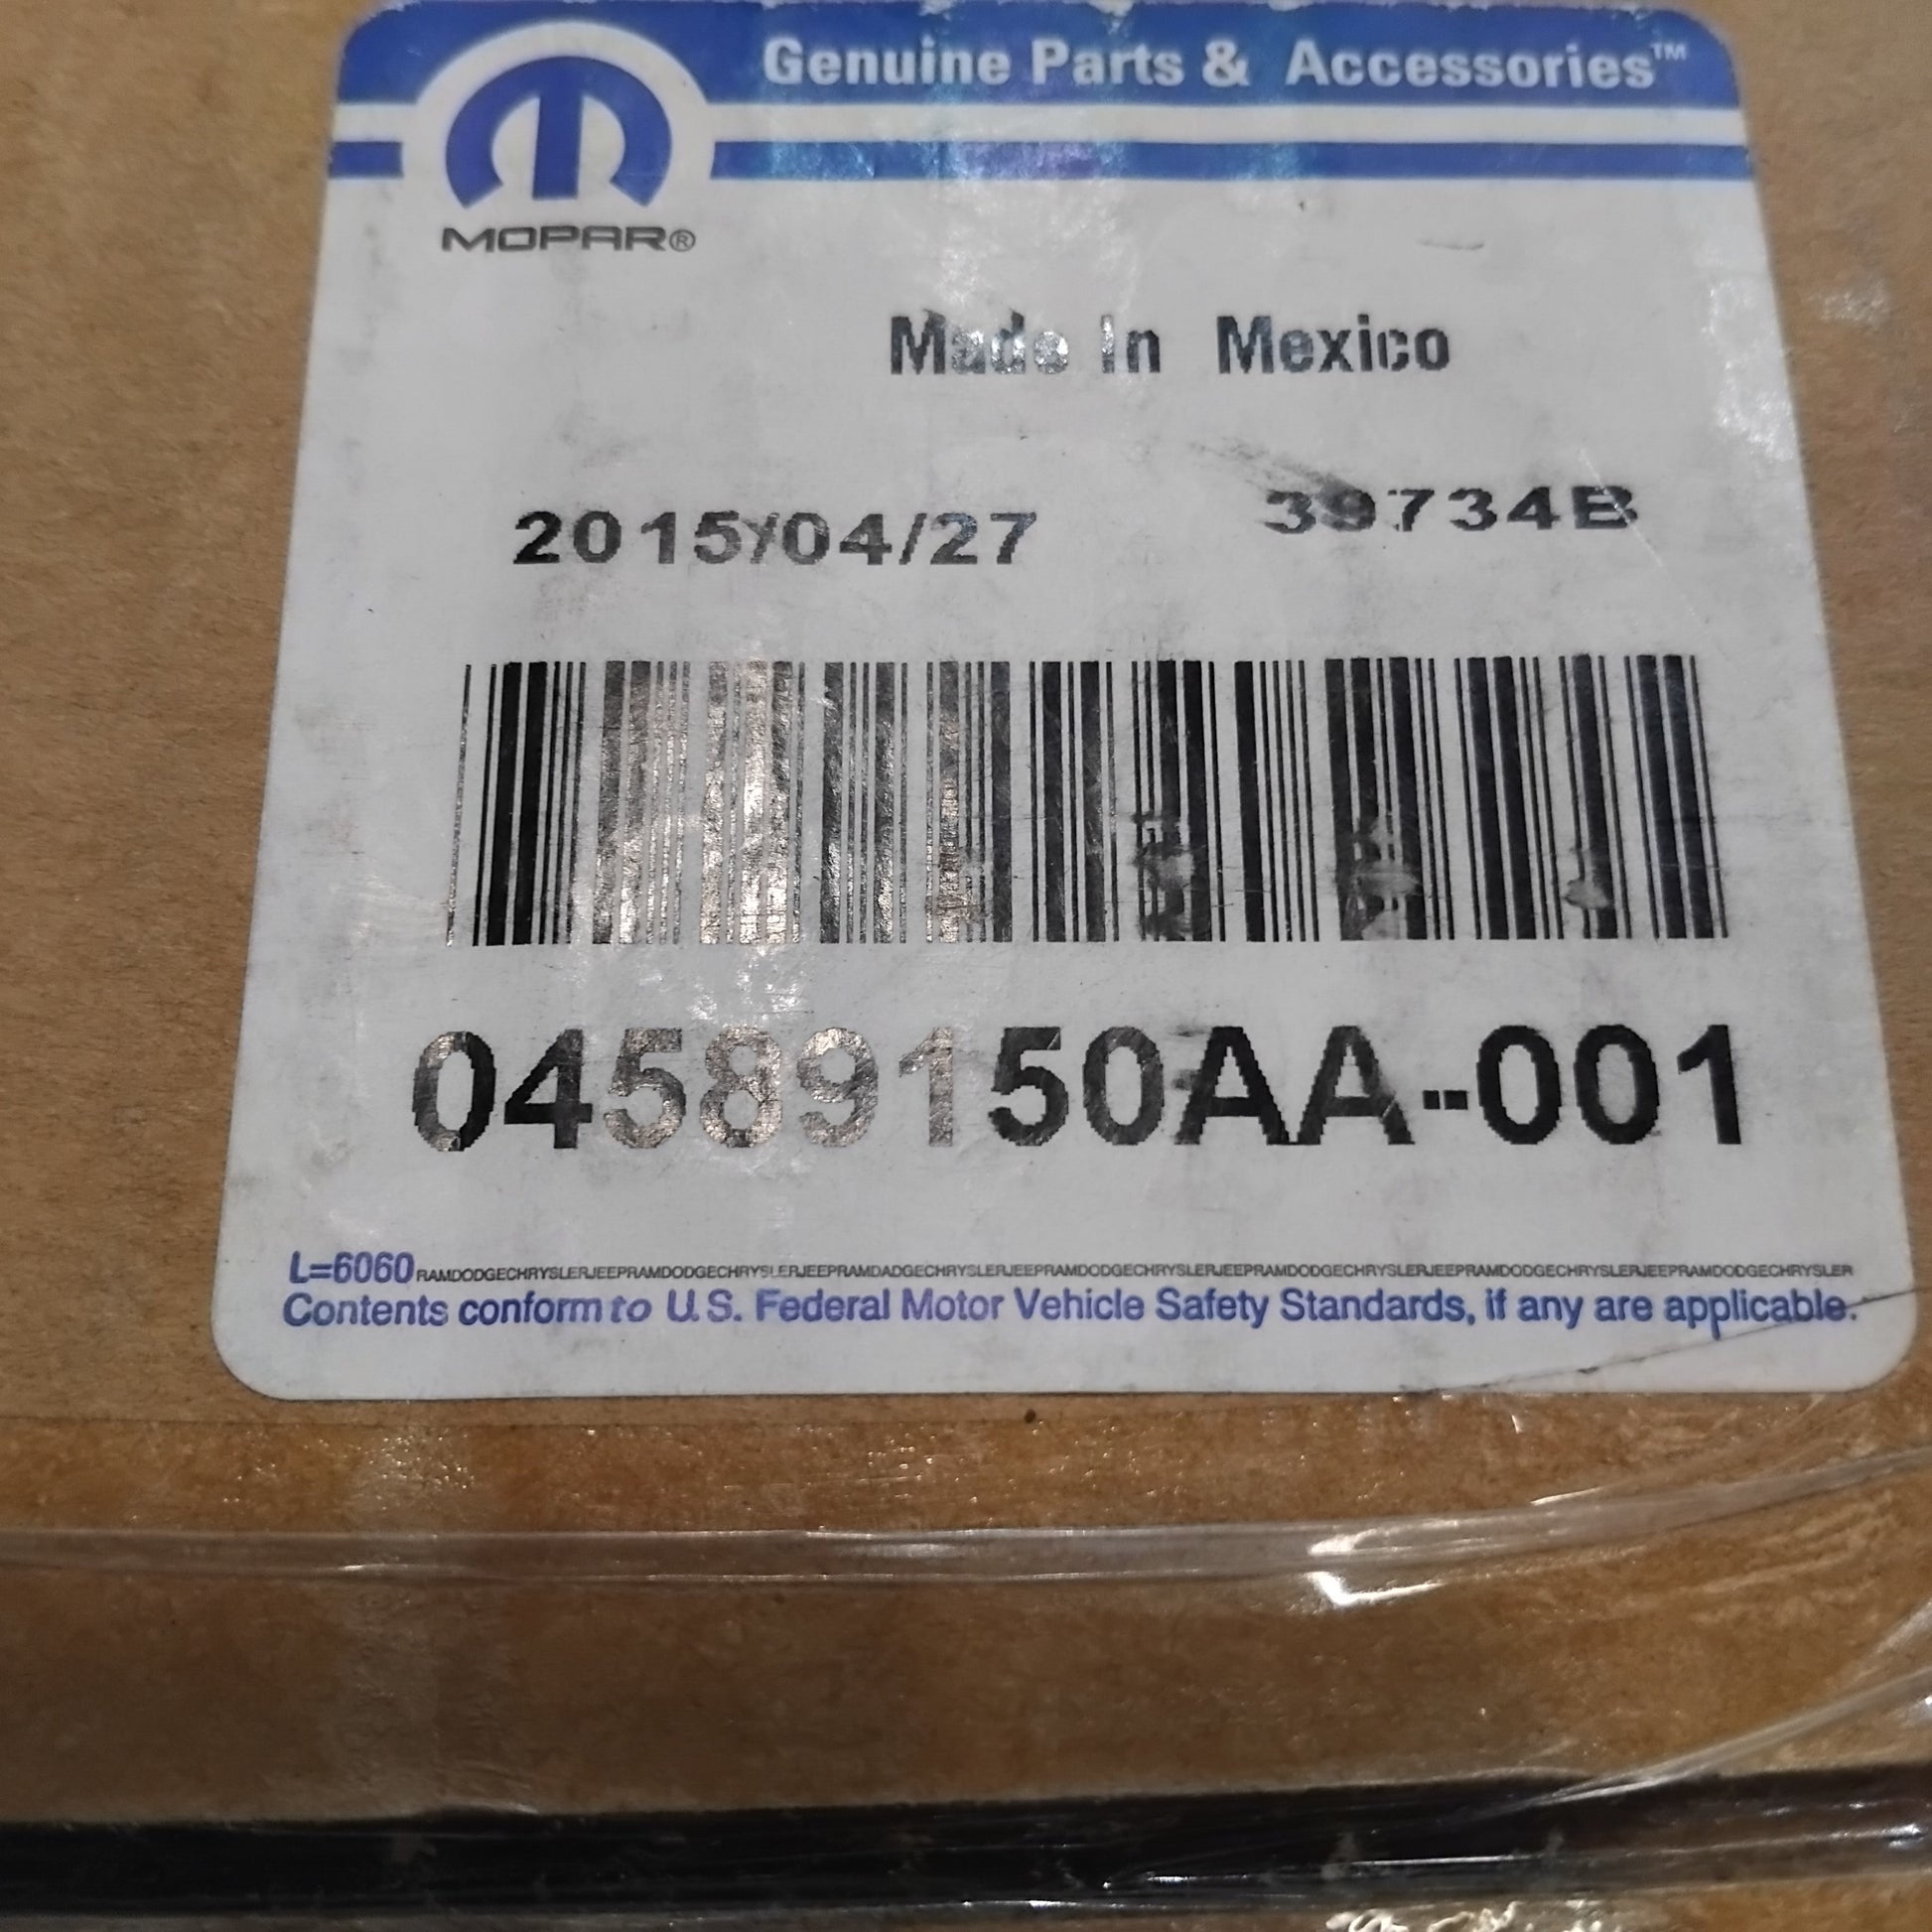 Genuine Parts & Accessories™
MOPAR®
Made In Mexico
2015/04/27
39734B
04589150AA-001
L=6060 RAMDODGECHRYSLERJEEPRAMDODGECHRYSLERJEEPRAMDADGECHRYSLERJEEPRAMDODGECHRYSLERJEEPRAMDODGECHRYSLERJEEPRAMDODGECHRYSLERJEEPRAMDODGECHRYSLER
Contents conform to U.S. Federal Motor Vehicle Safety Standards, if any are applicable.